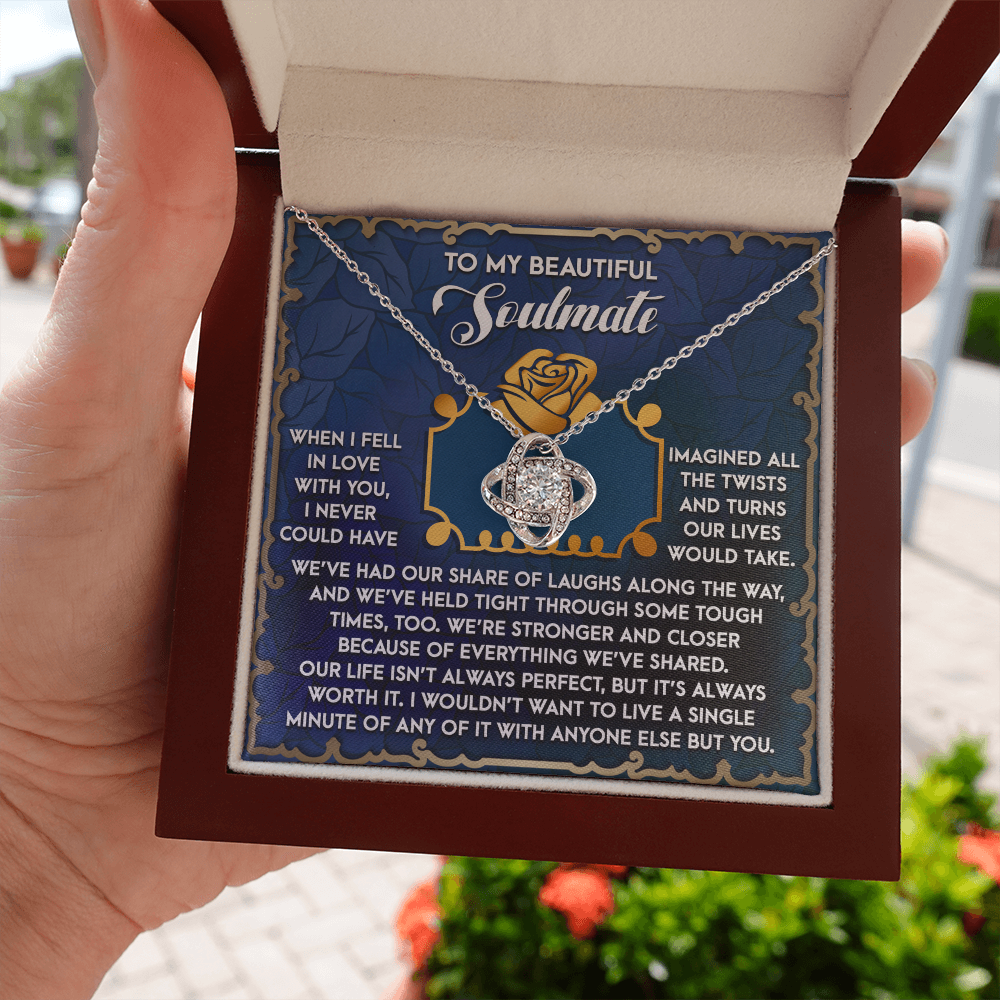 TO MY BEAUTIFUL
Soulmate
WHEN I FELL
IN LOVE
WITH YOU,
I NEVER
COULD HAVE
IMAGINED ALL
THE TWISTS
AND TURNS
OUR LIVES
WOULD TAKE.
WE'VE HAD OUR SHARE OF LAUGHS ALONG THE WAY,
AND WE'VE HELD TIGHT THROUGH SOME TOUGH
TIMES, TOO. WE'RE STRONGER AND CLOSER
BECAUSE OF EVERYTHING WE'VE SHARED.
OUR LIFE ISN'T ALWAYS PERFECT, BUT IT'S ALWAYS
WORTH IT. I WOULDN'T WANT TO LIVE A SINGLE
MINUTE OF ANY OF IT WITH ANYONE ELSE BUT YOU.